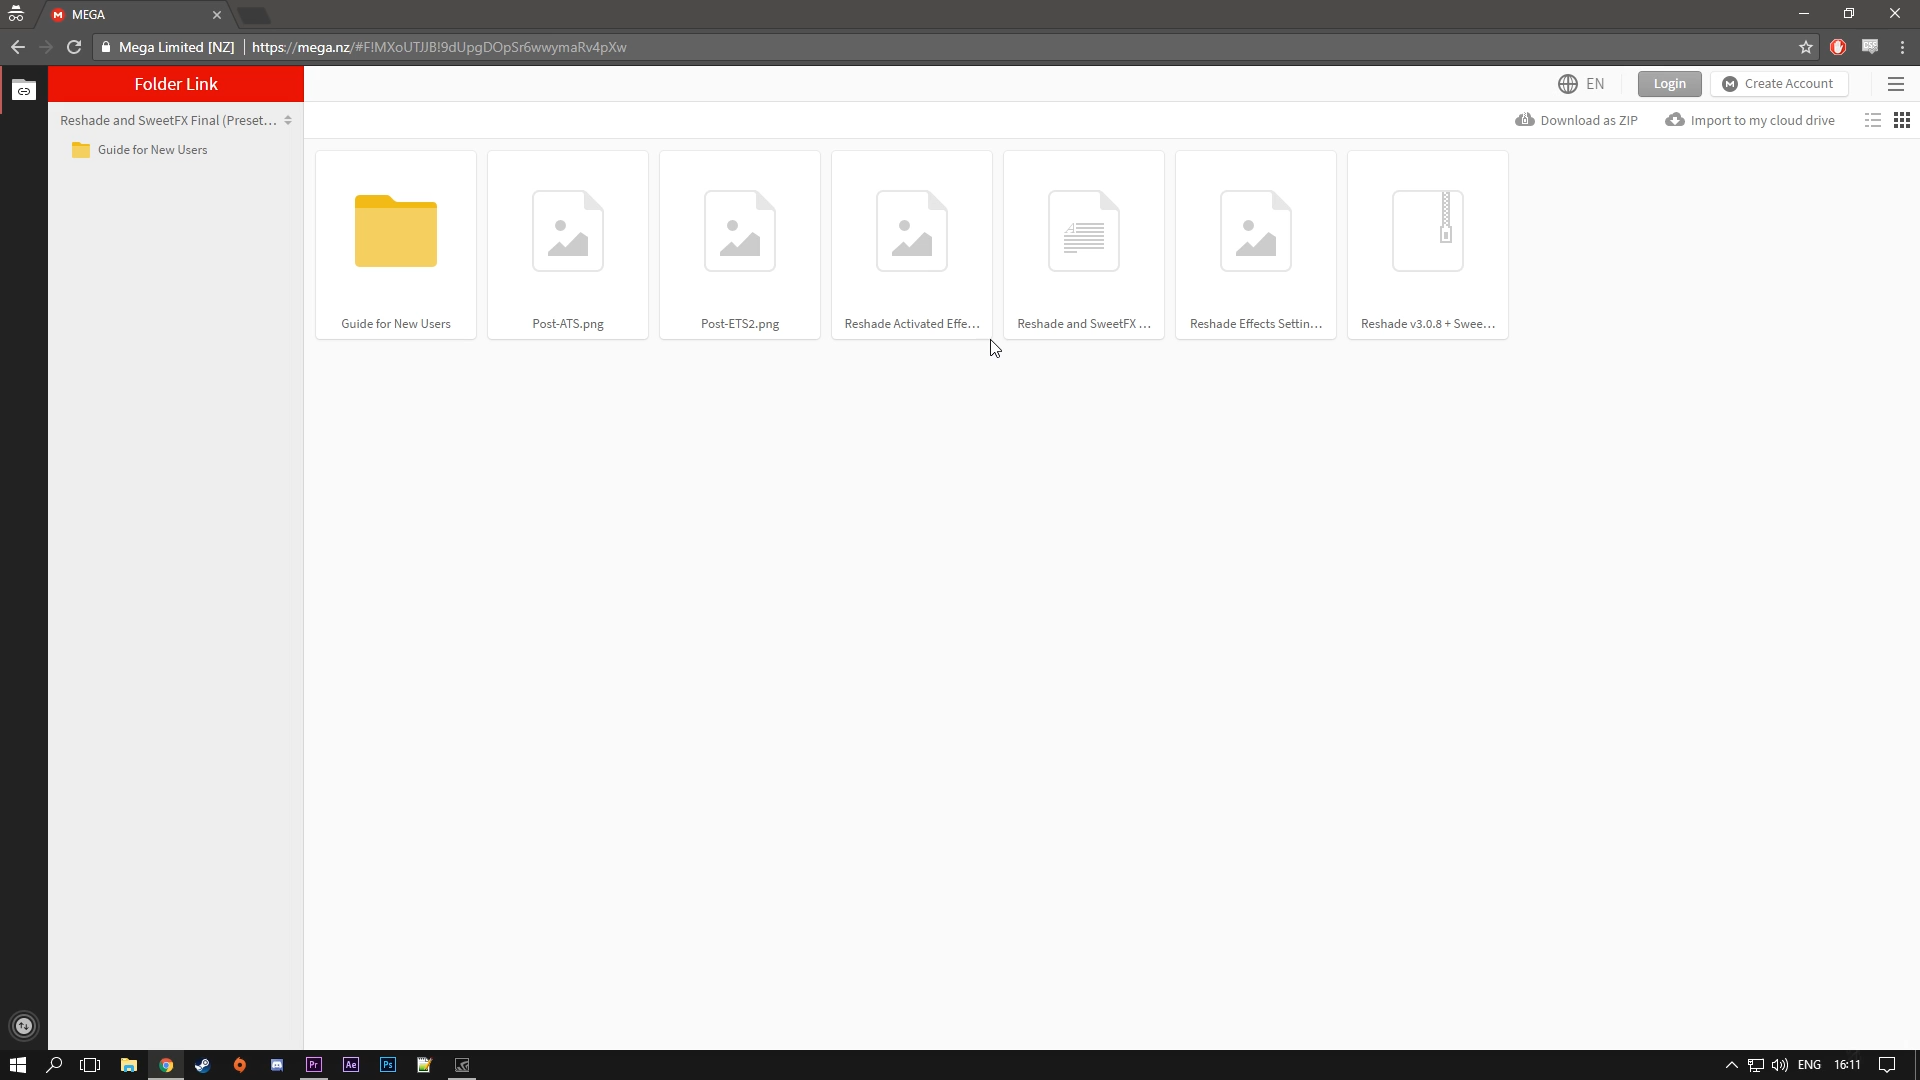 MEGA
Mega Limited [NZ] https://mega.nz/#F!MXoUTJJB!9dUpgDOpSr6wwymaRv4pXw
Folder Link
EN
Login
Create Account
Reshade and SweetFX Final (Preset...
Download as ZIP
Import to my cloud drive
Guide for New Users
Guide for New Users
Post-ATS.png
Post-ETS2.png
Reshade Activated Effe...
Reshade and SweetFX ...
Reshade Effects Settin...
Reshade v3.0.8 + Swee...
Pr
Ae
Ps
ENG
16:11